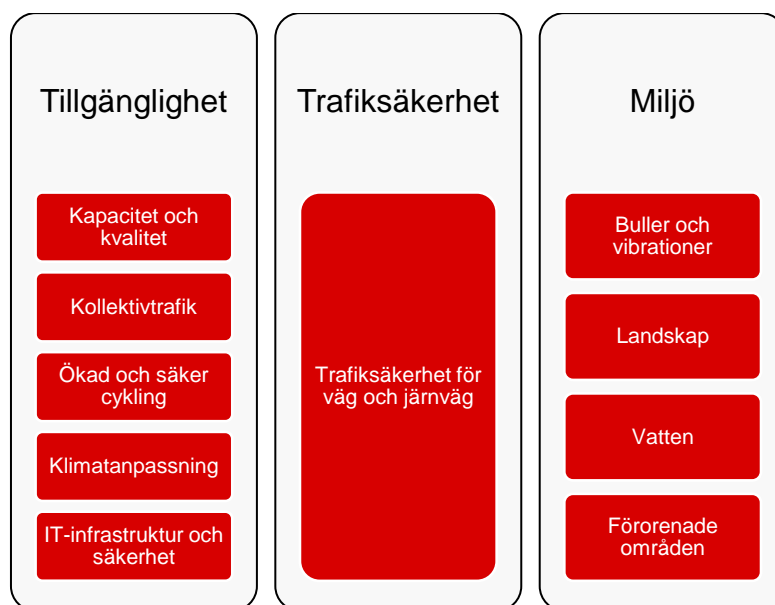 Tillgänglighet
Kapacitet och
kvalitet
Kollektivtrafik
Ökad och säker
cykling
Klimatanpassning
IT-infrastruktur och
säkerhet
Trafiksäkerhet
Trafiksäkerhet för
väg och järnväg
Miljö
Buller och
vibrationer
Landskap
Vatten
Förorenade
områden